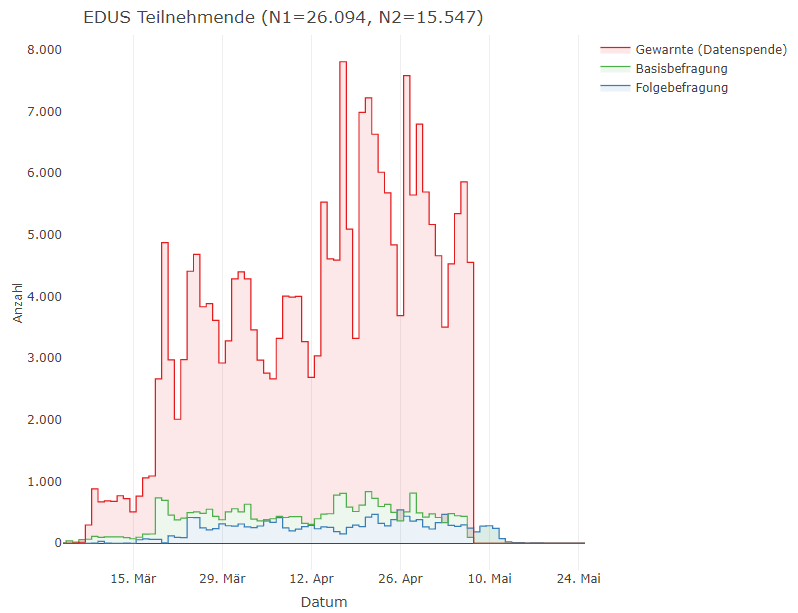 EDUS Teilnehmende (N1=26.094, N2=15.547)
8.000
7.000
6.000
5.000
4.000
3.000
2.000
1.000
0
Anzahl
15. Mär
29. Mär
12. Apr
26. Apr
10. Mai
24. Mai
Datum
Gewarnte (Datenspende)
Basisbefragung
Folgebefragung